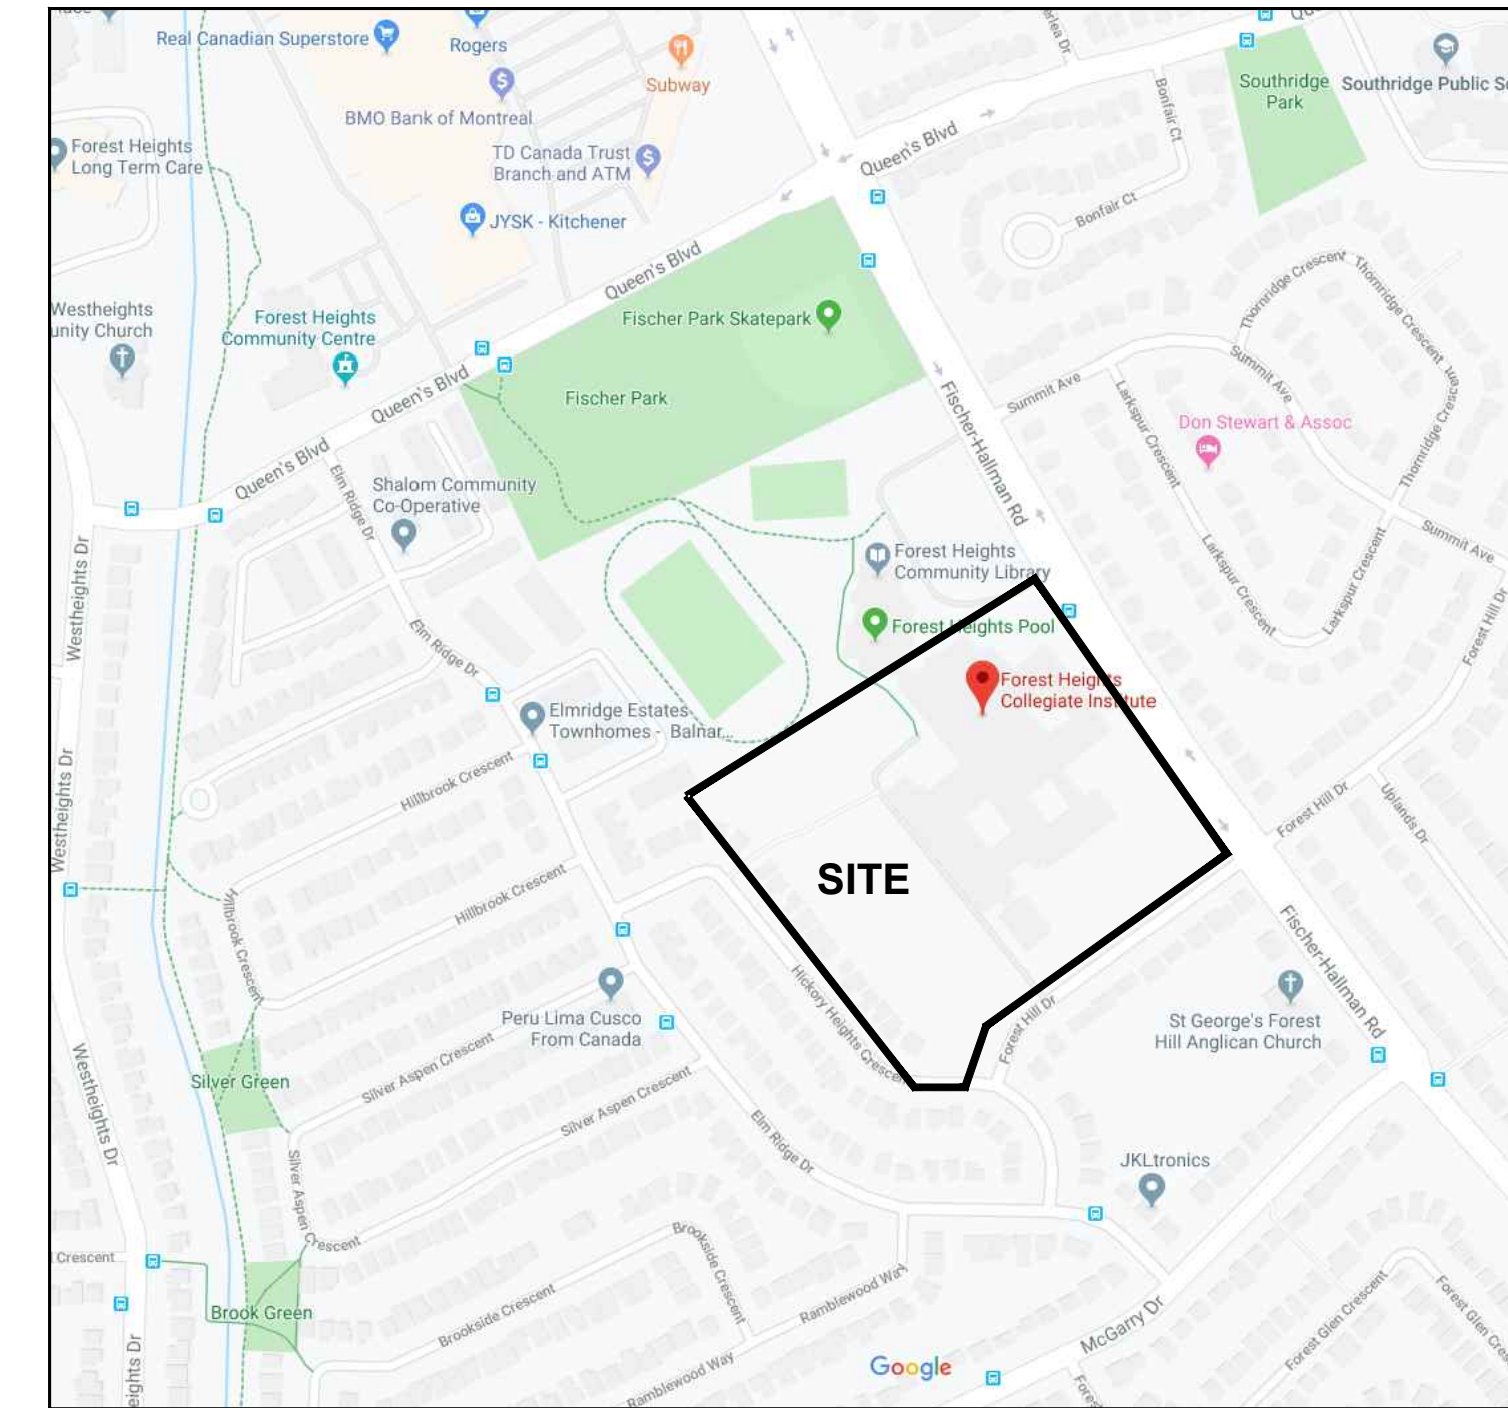 Real Canadian Superstore
Rogers
Subway
BMO Bank of Montreal
TD Canada Trust
Branch and ATM
JYSK - Kitchener
Forest Heights
Long Term Care
Queen's Blvd
Bonfair Ct
Bonfair Ct
Southridge
Park
Southridge Public
Queen's Blvd
Westheights
Church
Forest Heights
Community Centre
Fischer Park Skatepark
Fischer Park
Queen's Blvd
Queen's Blvd
Thornridge Crescent
Thornridge Crescent
Thornridge Crescent
Summit Ave
Summit Ave
Summit Ave
Larkspur Crescent
Larkspur Crescent
Larkspur Crescent
Don Stewart & Assoc
Fischer-Hallman Rd
Shalom Community
Co-Operative
Elm Ridge Dr
Elm Ridge Dr
Westheights Dr
Forest Heights
Community Library
Forest Heights Pool
Forest Heights
Collegiate Institute
Forest Hill Dr
Elmridge Estates
Townhomes - Balnar...
Hillbrook Crescent
Westheights Dr
Forest Hill Dr
Uplands Dr
SITE
Hillbrook Crescent
Hillbrook Crescent
Hickory Heights Crescent
Forest Hill Dr
Fischer-Hallman Rd
St George's Forest
Hill Anglican Church
Peru Lima Cusco
From Canada
Silver Aspen Crescent
Silver Aspen Crescent
Silver Green
Westheights Dr
Elm Ridge Dr
JKLtronics
Silver Aspen Crescent
Crescent
Brook Green
Brookside Crescent
Brookside Crescent
Ramblewood Way
Ramblewood Way
McGarry Dr
Forest Glen Crescent
Forest Glen
Google